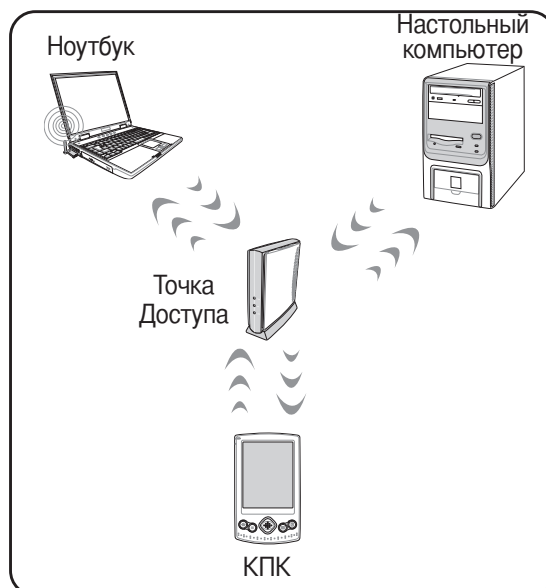 Ноутбук
Настольный
компьютер
Точка
Доступа
КПК